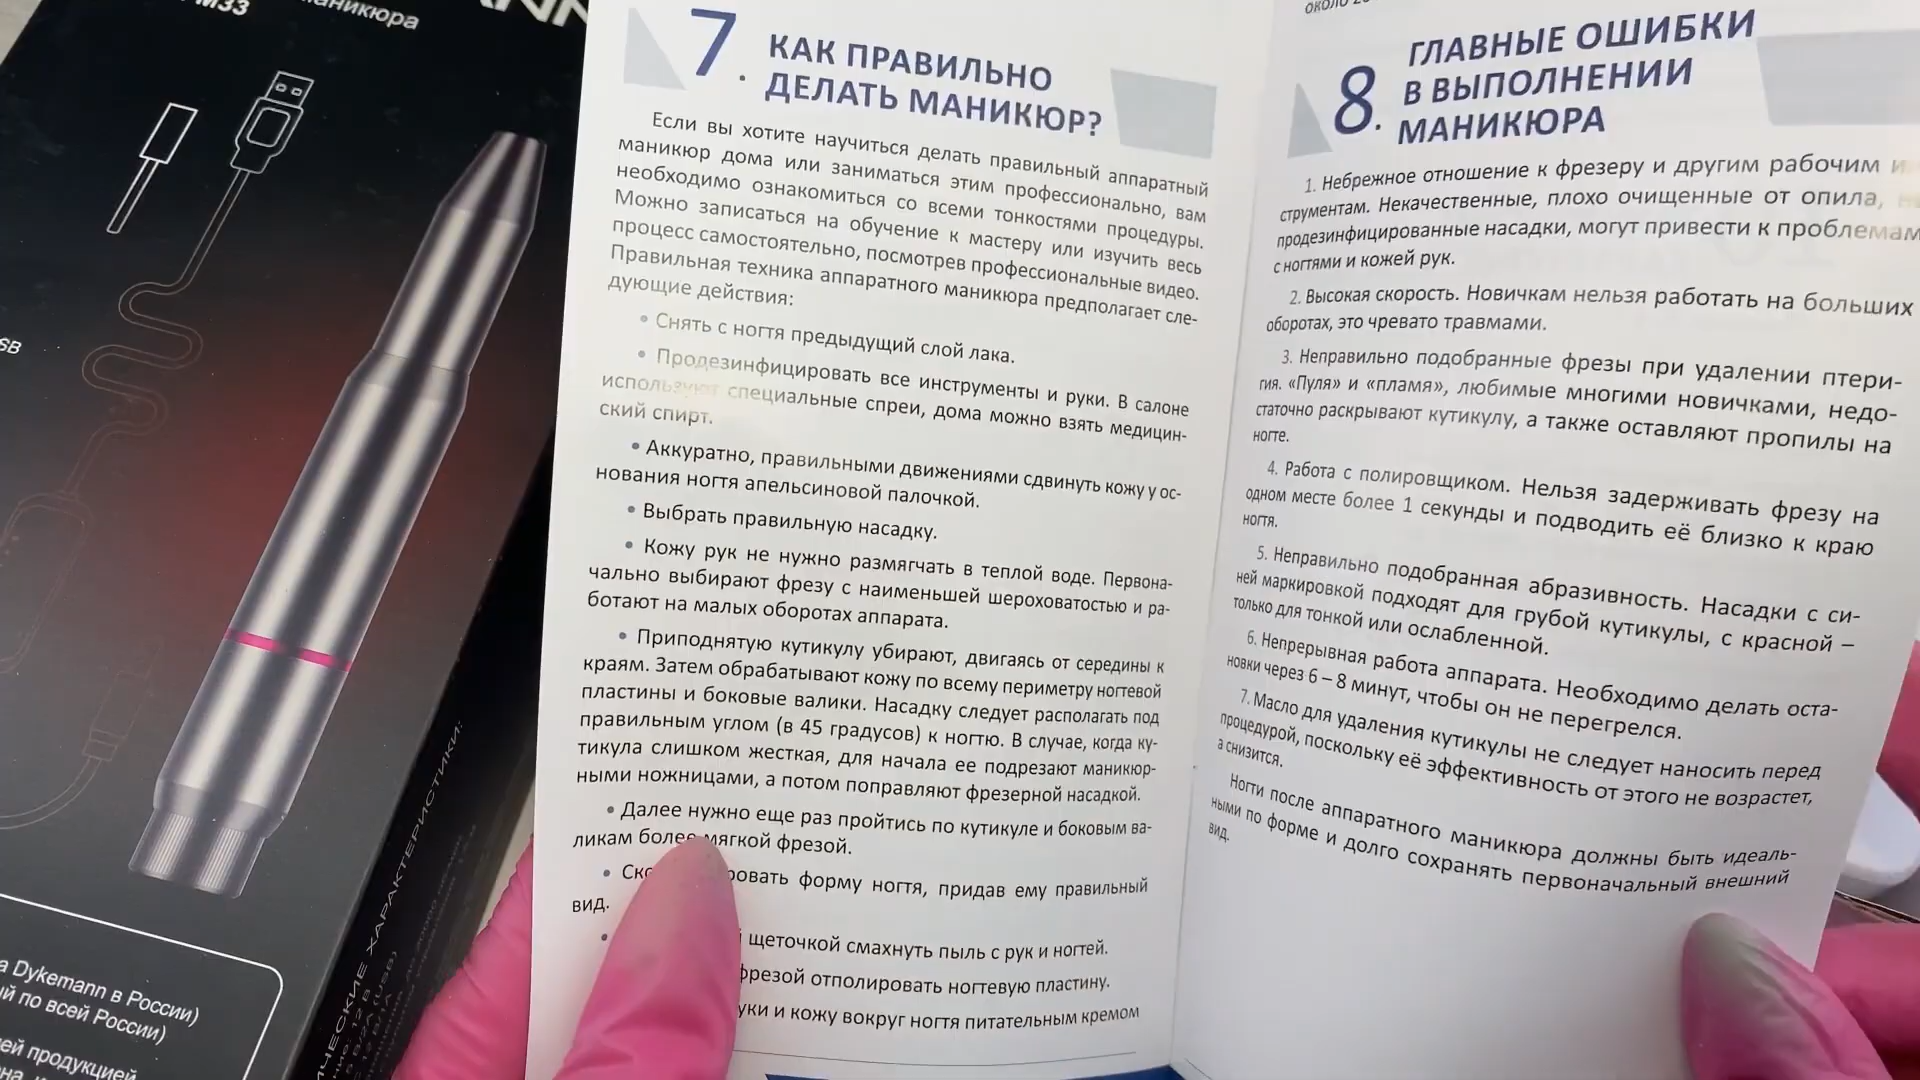 M33
маникюра
SB
а Dykemann в России)
ый по всей России)
ей продукцией
ХАРАКТЕРИСТИКИ:
7.
КАК ПРАВИЛЬНО
ДЕЛАТЬ МАНИКЮР?
Если вы хотите научиться делать правильный аппаратный
маникюр дома или заниматься этим профессионально, вам
необходимо ознакомиться со всеми тонкостями процедуры.
Можно записаться на обучение к мастеру или изучить весь
процесс самостоятельно, посмотрев профессиональные видео.
Правильная техника аппаратного маникюра предполагает сле-
дующие действия:
• Снять с ногтя предыдущий слой лака.
• Продезинфицировать все инструменты и руки. В салоне
используют специальные спреи, дома можно взять медицин-
ский спирт.
• Аккуратно, правильными движениями сдвинуть кожу у ос-
нования ногтя апельсиновой палочкой.
• Выбрать правильную насадку.
• Кожу рук не нужно размягчать в теплой воде. Первона-
чально выбирают фрезу с наименьшей шероховатостью и ра-
ботают на малых оборотах аппарата.
• Приподнятую кутикулу убирают, двигаясь от середины к
краям. Затем обрабатывают кожу по всему периметру ногтевой
пластины и боковые валики. Насадку следует располагать под
правильным углом (в 45 градусов) к ногтю. В случае, когда ку-
тикула слишком жесткая, для начала ее подрезают маникюр-
ными ножницами, а потом поправляют фрезерной насадкой.
• Далее нужно еще раз пройтись по кутикуле и боковым ва-
ликам более мягкой фрезой.
• Ско ровать форму ногтя, придав ему правильный
вид.
• й щеточкой смахнуть пыль с рук и ногтей.
фрезой отполировать ногтевую пластину.
уки и кожу вокруг ногтя питательным кремом
около
8.
ГЛАВНЫЕ ОШИБКИ
В ВЫПОЛНЕНИИ
МАНИКЮРА
1. Небрежное отношение к фрезеру и другим рабочим и
струментам. Некачественные, плохо очищенные от опила,
продезинфицированные насадки, могут привести к проблемам
с ногтями и кожей рук.
2. Высокая скорость. Новичкам нельзя работать на больших
оборотах, это чревато травмами.
3. Неправильно подобранные фрезы при удалении птери-
гия. «Пуля» и «пламя», любимые многими новичками, недо-
статочно раскрывают кутикулу, а также оставляют пропилы на
ногте.
4. Работа с полировщиком. Нельзя задерживать фрезу на
одном месте более 1 секунды и подводить её близко к краю
ногтя.
5. Неправильно подобранная абразивность. Насадки с си-
ней маркировкой подходят для грубой кутикулы, с красной –
только для тонкой или ослабленной.
6. Непрерывная работа аппарата. Необходимо делать оста-
новки через 6 – 8 минут, чтобы он не перегрелся.
7. Масло для удаления кутикулы не следует наносить перед
процедурой, поскольку её эффективность от этого не возрастет,
а снизится.
Ногти после аппаратного маникюра должны быть идеаль-
ными по форме и долго сохранять первоначальный внешний
вид.